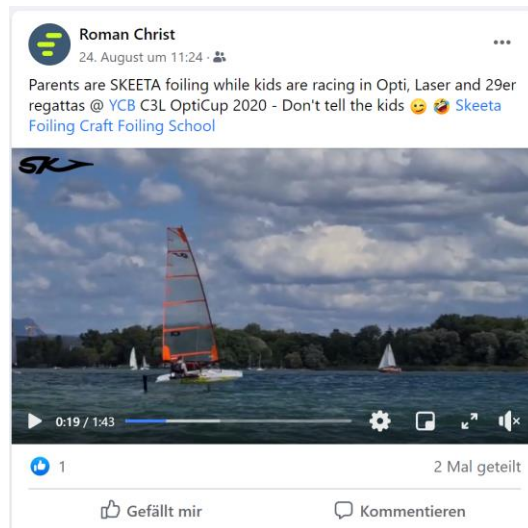 Roman Christ
24. August um 11:24 ·
Parents are SKEETA foiling while kids are racing in Opti, Laser and 29er
regattas @ YCB C3L OptiCup 2020 - Don't tell the kids 😉 🤣 Skeeta
Foiling Craft Foiling School
SK
0:19 / 1:43
1
2 Mal geteilt
Gefällt mir
Kommentieren